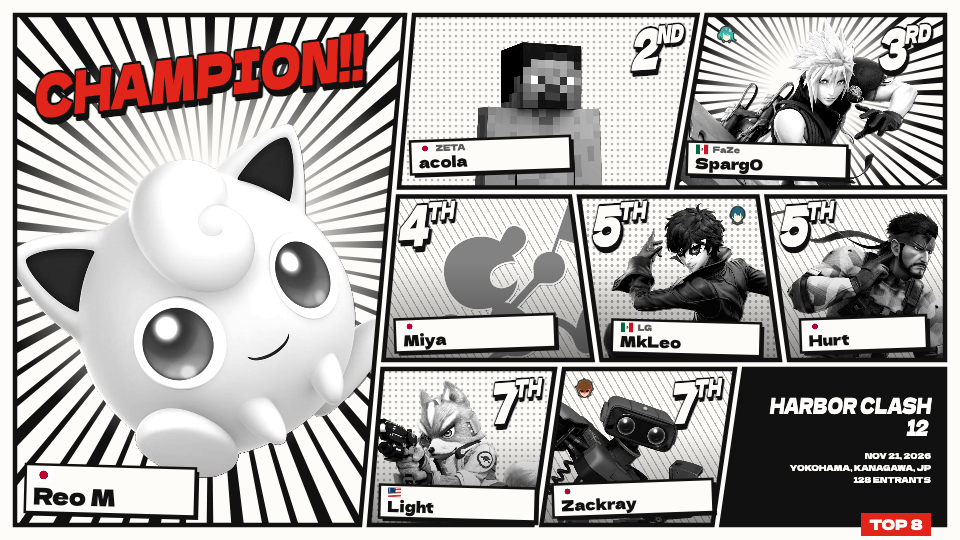 CHAMPION!!
Reo M
2ND
ZETA
acola
3RD
FaZe
Sparg0
4TH
Miya
5TH
LG
MkLeo
5TH
Hurt
7TH
Light
7TH
Zackray
HARBOR CLASH
12
NOV 21, 2026
YOKOHAMA, KANAGAWA, JP
128 ENTRANTS
TOP 8